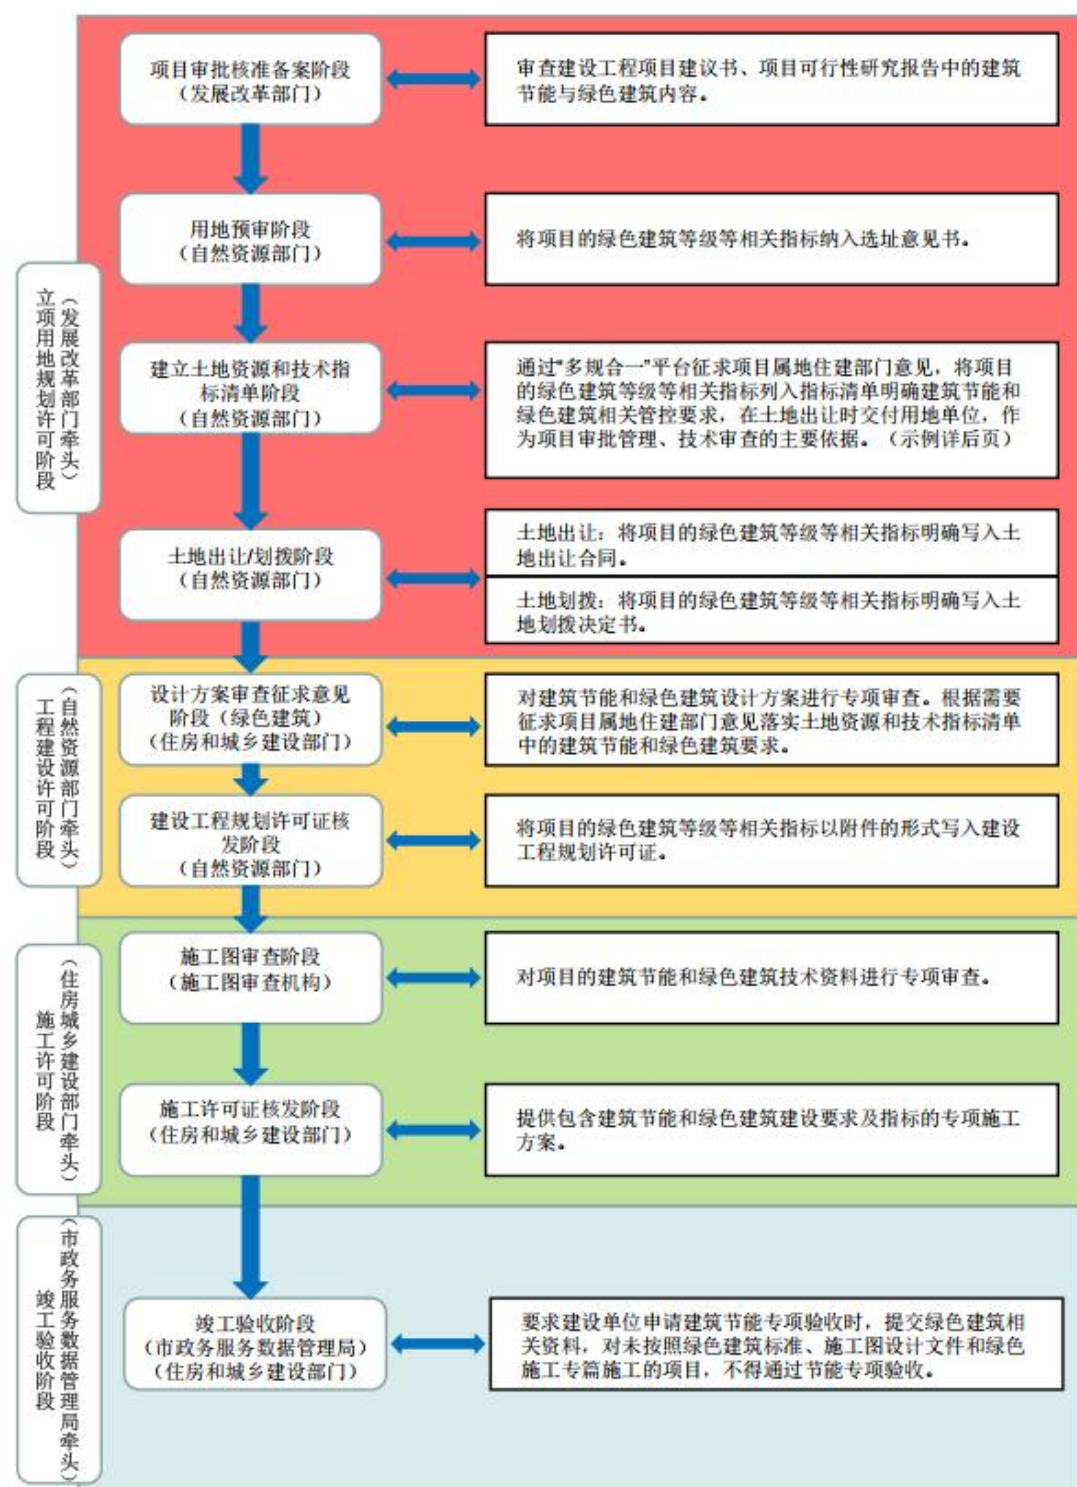 立项用地规划许可阶段
（发展改革部门牵头）
项目审批核准备案阶段
（发展改革部门）
审查建设工程项目建议书、项目可行性研究报告中的建筑
节能与绿色建筑内容。
用地预审阶段
（自然资源部门）
将项目的绿色建筑等级等相关指标纳入选址意见书。
建立土地资源和技术指
标清单阶段
（自然资源部门）
通过“多规合一”平台征求项目属地住建部门意见，将项目
的绿色建筑等级等相关指标列入指标清单明确建筑节能和
绿色建筑相关管控要求，在土地出让时交付用地单位，作
为项目审批管理、技术审查的主要依据。（示例详后页）
土地出让/划拨阶段
（自然资源部门）
土地出让：将项目的绿色建筑等级等相关指标明确写入土
地出让合同。
土地划拨：将项目的绿色建筑等级等相关指标明确写入土
地划拨决定书。
工程建设许可阶段
（自然资源部门牵头）
设计方案审查征求意见
阶段（绿色建筑）
（住房和城乡建设部门）
对建筑节能和绿色建筑设计方案进行专项审查。根据需要
征求项目属地住建部门意见落实土地资源和技术指标清单
中的建筑节能和绿色建筑要求。
建设工程规划许可证核
发阶段
（自然资源部门）
将项目的绿色建筑等级等相关指标以附件的形式写入建设
工程规划许可证。
施工许可阶段
（住房城乡建设部门牵头）
施工图审查阶段
（施工图审查机构）
对项目的建筑节能和绿色建筑技术资料进行专项审查。
施工许可证核发阶段
（住房和城乡建设部门）
提供包含建筑节能和绿色建筑建设要求及指标的专项施工
方案。
竣工验收阶段
（市政务服务数据管理局牵头）
竣工验收阶段
（市政务服务数据管理局）
（住房和城乡建设部门）
要求建设单位申请建筑节能专项验收时，提交绿色建筑相
关资料，对未按照绿色建筑标准、施工图设计文件和绿色
施工专篇施工的项目，不得通过节能专项验收。